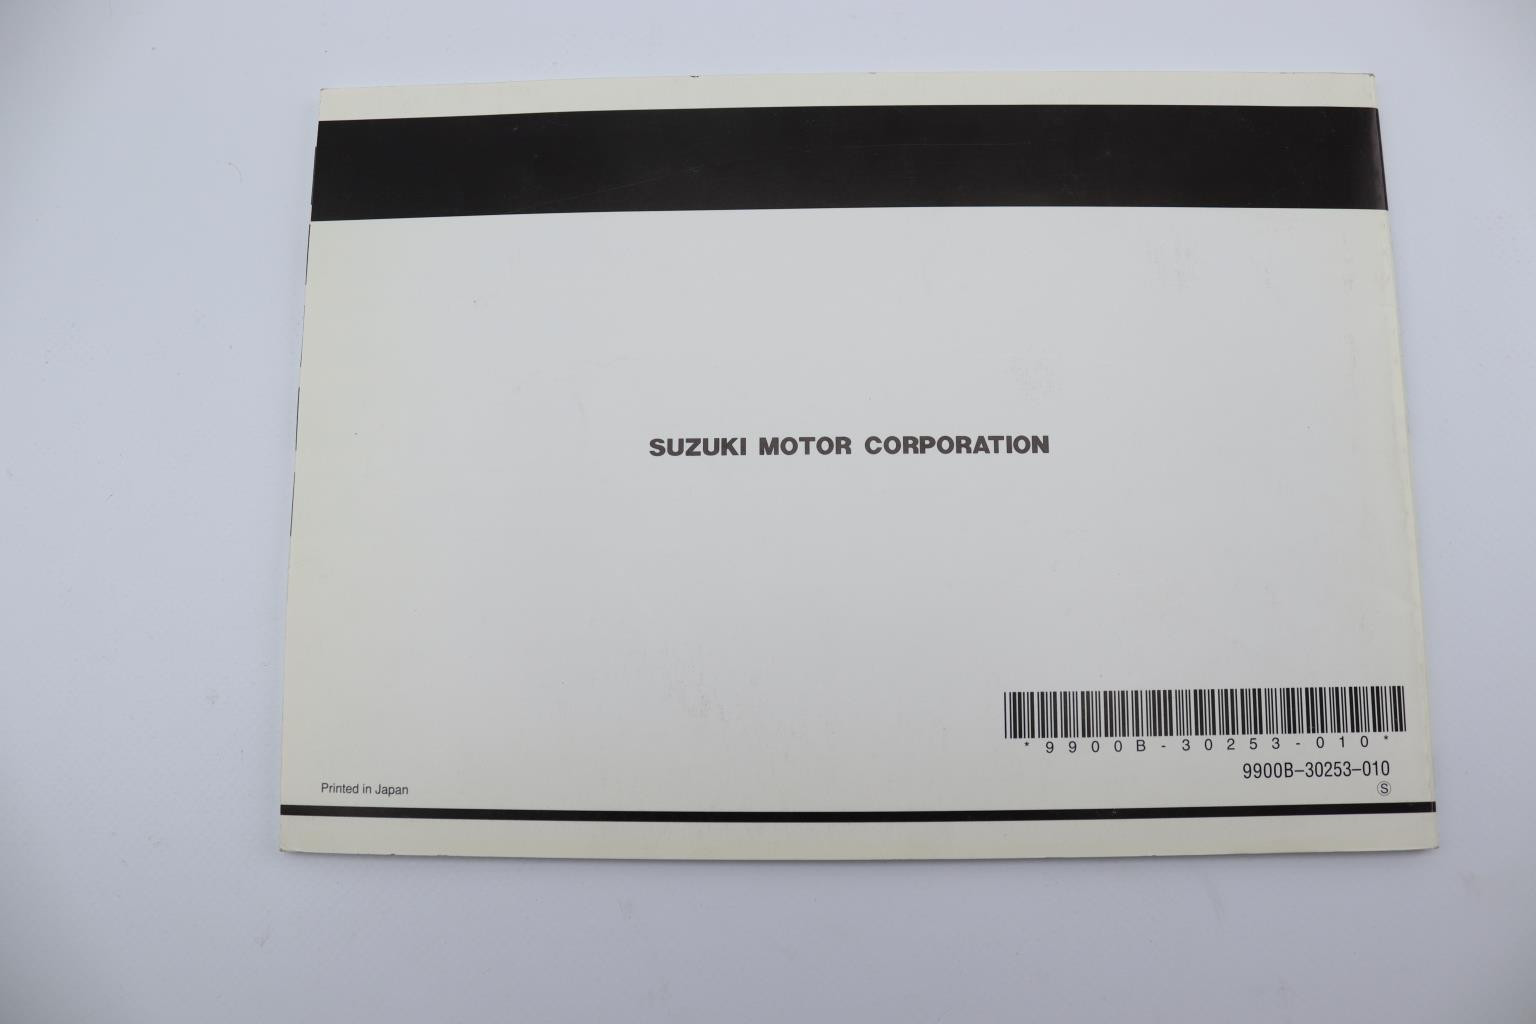 SUZUKI MOTOR CORPORATION
*9900B-30253-010*
9900B-30253-010
Printed in Japan
Ⓢ